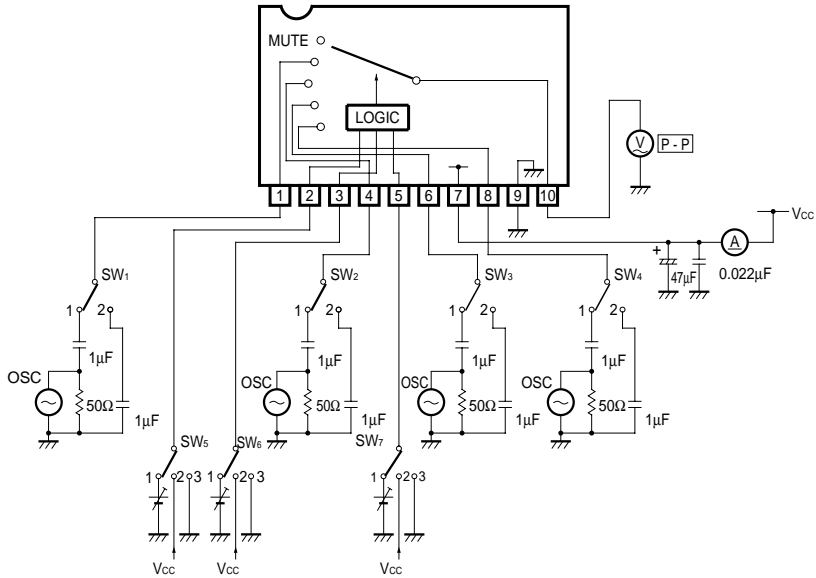 MUTE
LOGIC
V P - P
1 2 3 4 5 6 7 8 9 10
VCC
A
+
47μF 0.022μF
SW1 SW2 SW3 SW4
1 2 1 2 1 2 1 2
1μF 1μF 1μF 1μF
OSC OSC OSC OSC
50Ω 50Ω 50Ω 50Ω
1μF 1μF 1μF 1μF
SW5 SW6 SW7
1 2 3 1 2 3 1 2 3
VCC VCC VCC